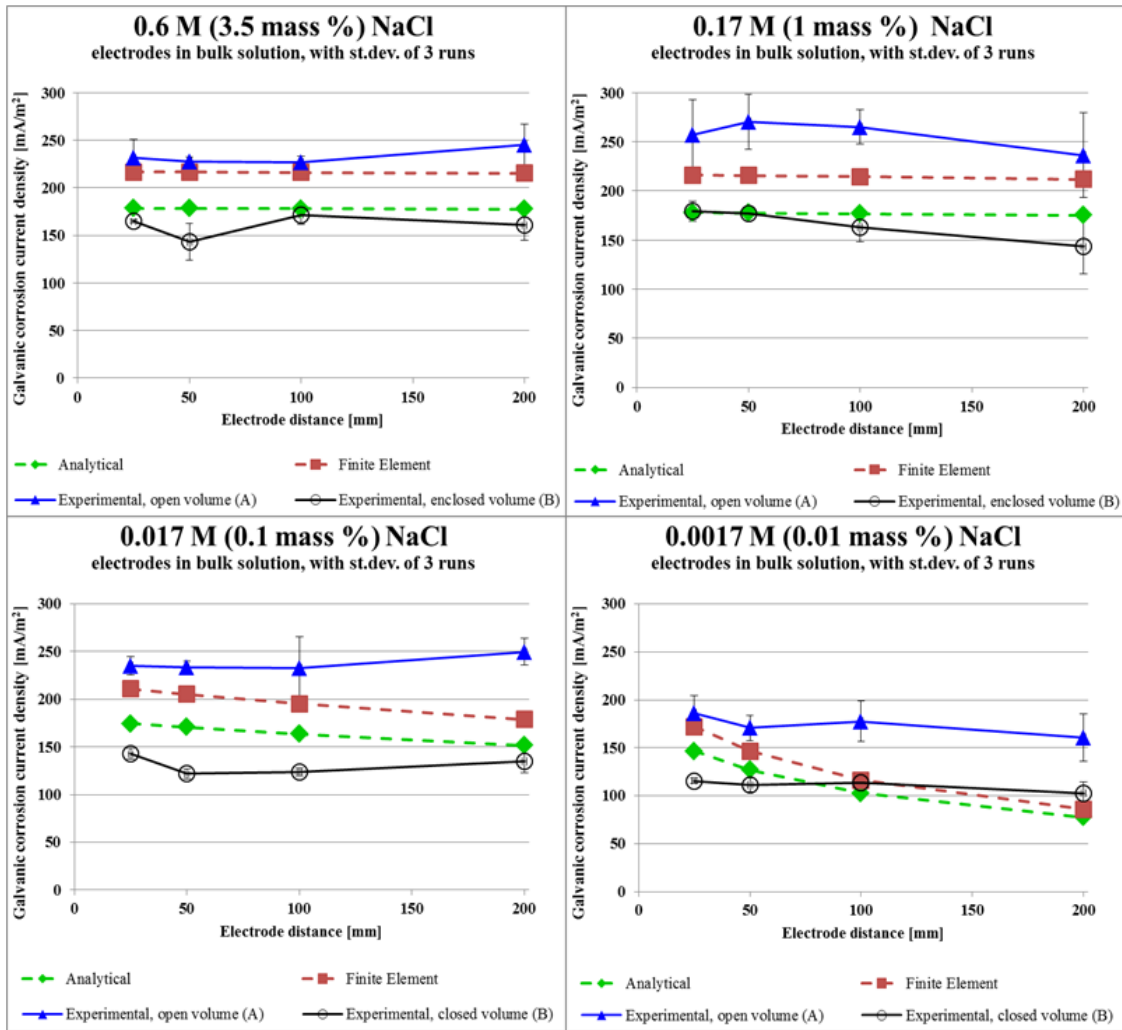 0.6 M (3.5 mass %) NaCl
electrodes in bulk solution, with st.dev. of 3 runs
Galvanic corrosion current density [mA/m²]
300
250
200
150
100
50
0
0 50 100 150 200
Electrode distance [mm]
Analytical Finite Element
Experimental, open volume (A) Experimental, enclosed volume (B)
0.17 M (1 mass %) NaCl
electrodes in bulk solution, with st.dev. of 3 runs
Galvanic corrosion current density [mA/m²]
300
250
200
150
100
50
0
0 50 100 150 200
Electrode distance [mm]
Analytical Finite Element
Experimental, open volume (A) Experimental, enclosed volume (B)
0.017 M (0.1 mass %) NaCl
electrodes in bulk solution, with st.dev. of 3 runs
Galvanic corrosion current density [mA/m²]
300
250
200
150
100
50
0
0 50 100 150 200
Electrode distance [mm]
Analytical Finite Element
Experimental, open volume (A) Experimental, closed volume (B)
0.0017 M (0.01 mass %) NaCl
electrodes in bulk solution, with st.dev. of 3 runs
Galvanic corrosion current density [mA/m²]
300
250
200
150
100
50
0
0 50 100 150 200
Electrode distance [mm]
Analytical Finite Element
Experimental, open volume (A) Experimental, closed volume (B)